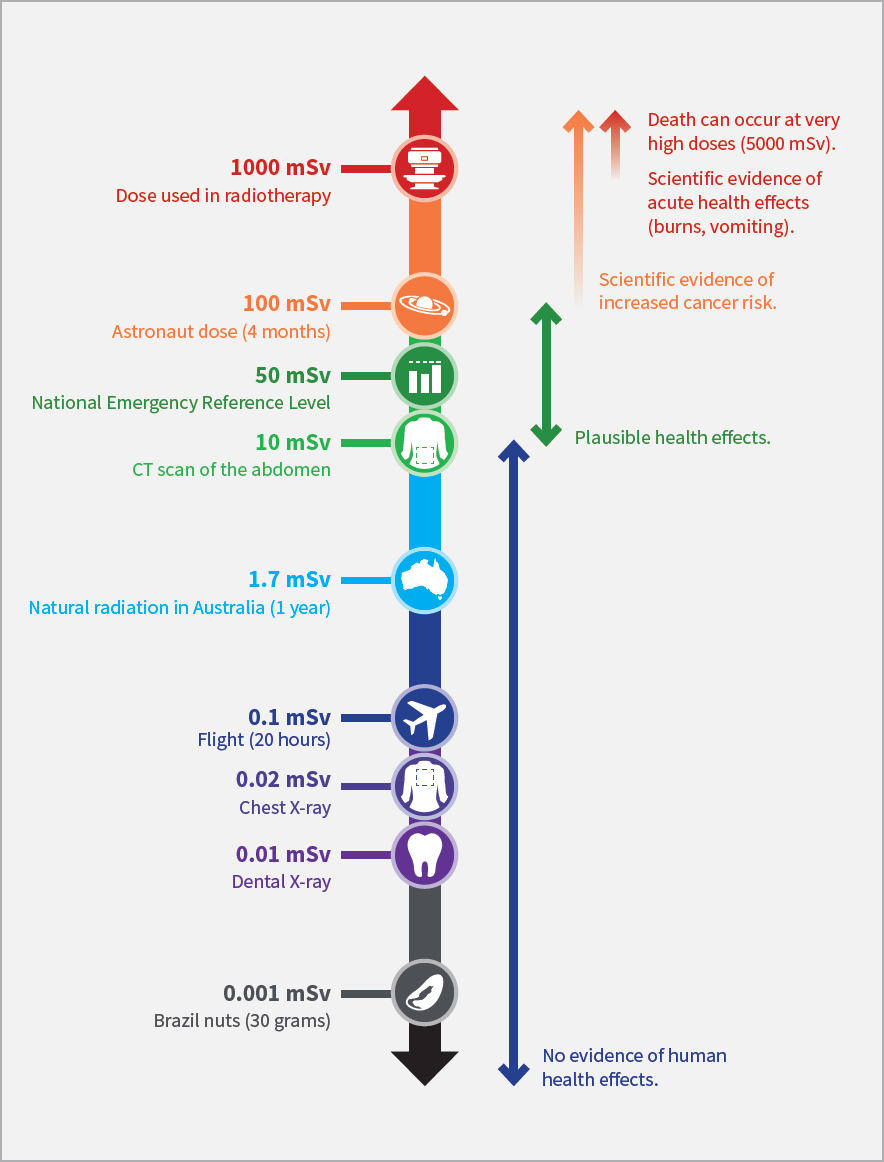 1000 mSv
Dose used in radiotherapy
100 mSv
Astronaut dose (4 months)
50 mSv
National Emergency Reference Level
10 mSv
CT scan of the abdomen
1.7 mSv
Natural radiation in Australia (1 year)
0.1 mSv
Flight (20 hours)
0.02 mSv
Chest X-ray
0.01 mSv
Dental X-ray
0.001 mSv
Brazil nuts (30 grams)
Death can occur at very
high doses (5000 mSv).
Scientific evidence of
acute health effects
(burns, vomiting).
Scientific evidence of
increased cancer risk.
Plausible health effects.
No evidence of human
health effects.